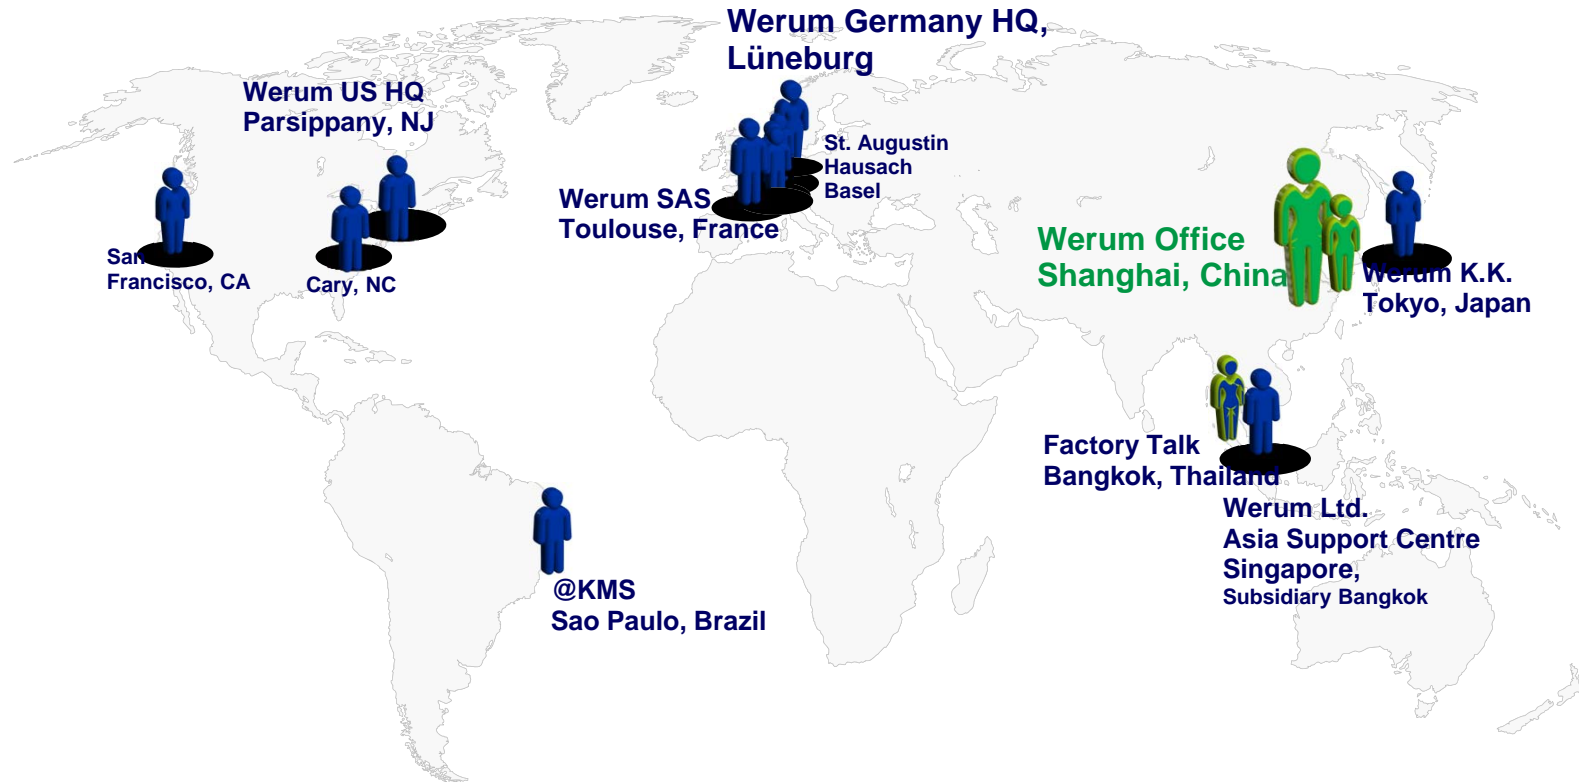 Werum Germany HQ,
Lüneburg
Werum US HQ
Parsippany, NJ
St. Augustin
Hausach
Basel
Werum SAS
Toulouse, France
San
Francisco, CA
Cary, NC
Werum Office
Shanghai, China
Werum K.K.
Tokyo, Japan
Factory Talk
Bangkok, Thailand
Werum Ltd.
Asia Support Centre
Singapore,
Subsidiary Bangkok
@KMS
Sao Paulo, Brazil